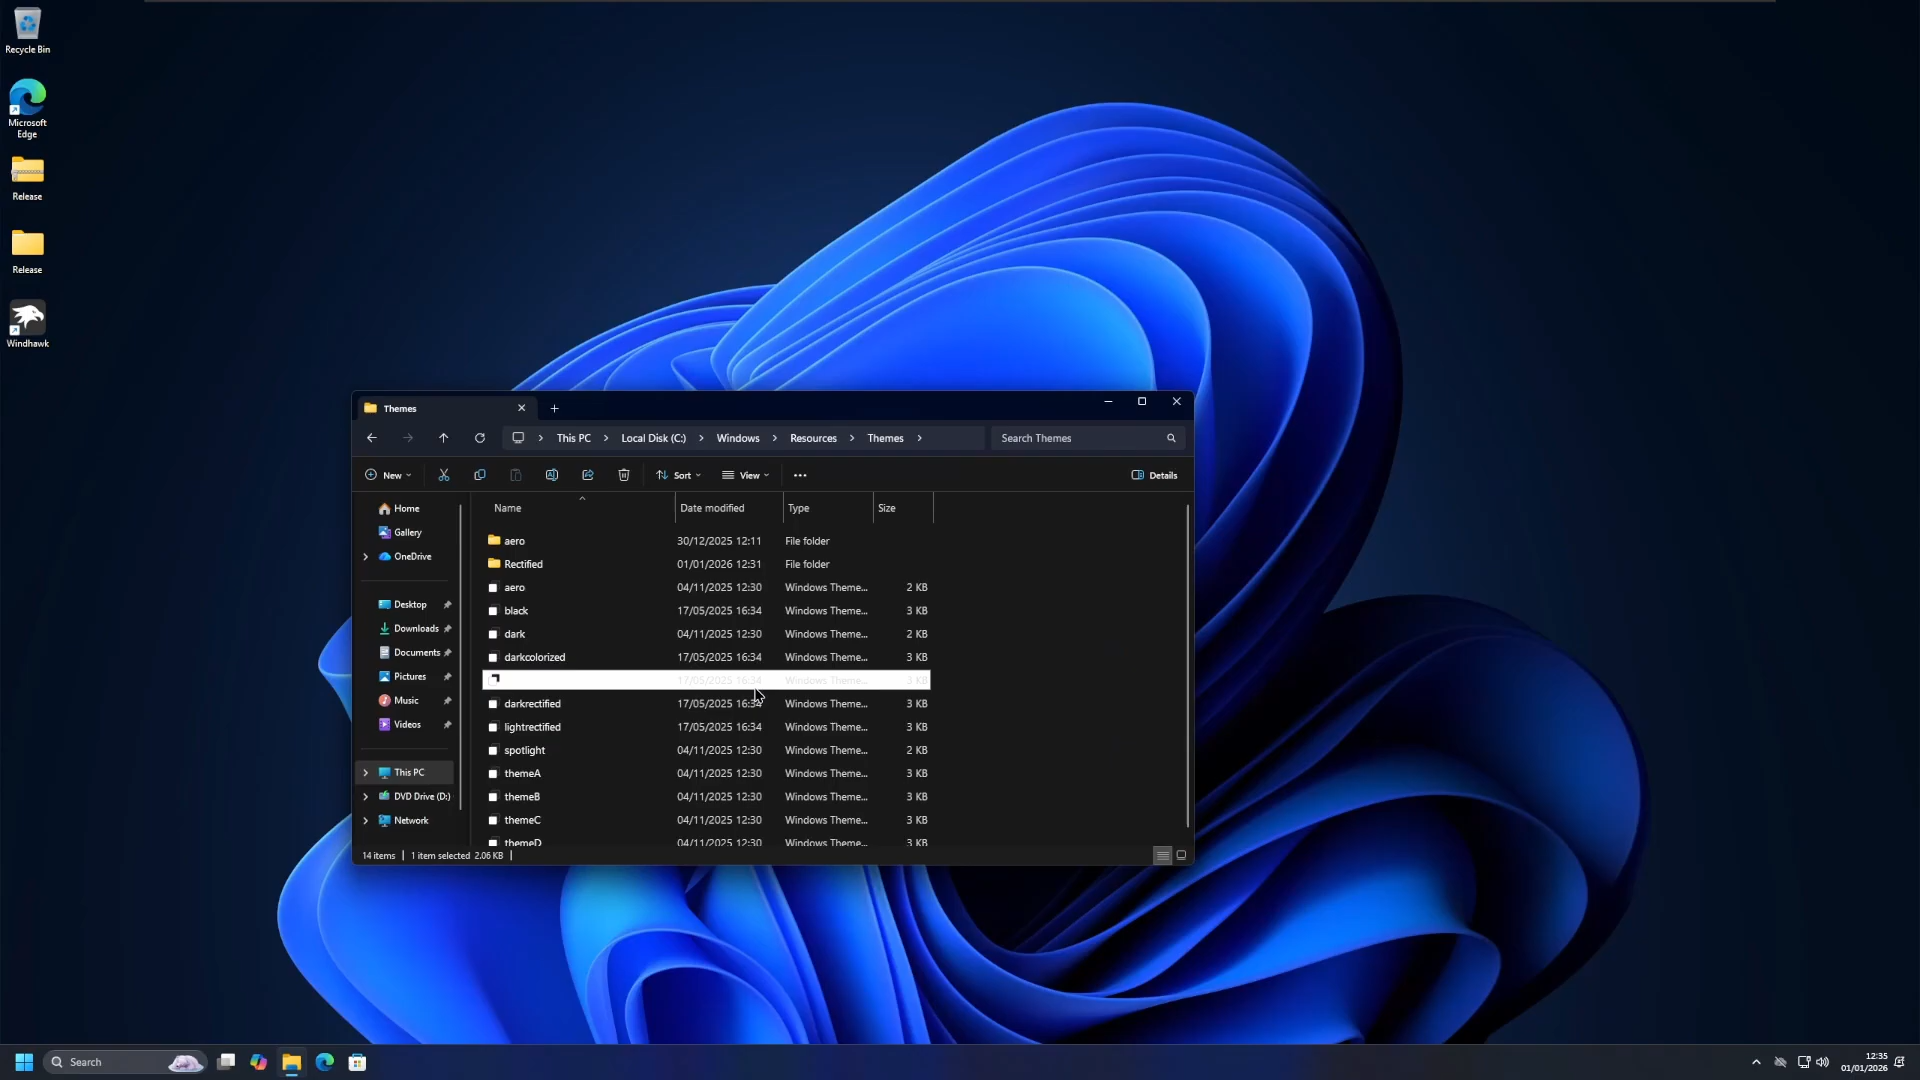 Recycle Bin
Microsoft
Edge
Release
Release
Windhawk
Themes
This PC
Local Disk (C:)
Windows
Resources
Themes
Search Themes
New
Sort
View
Details
Home
Gallery
OneDrive
Desktop
Downloads
Documents
Pictures
Music
Videos
This PC
DVD Drive (D:)
Network
Name Date modified Type Size
aero 30/12/2025 12:11 File folder
Rectified 01/01/2026 12:31 File folder
aero 04/11/2025 12:30 Windows Theme... 2 KB
black 17/05/2025 16:34 Windows Theme... 3 KB
dark 04/11/2025 12:30 Windows Theme... 2 KB
darkcolorized 17/05/2025 16:34 Windows Theme... 3 KB
17/05/2025 16:34 Windows Theme... 3 KB
darkrectified 17/05/2025 16:34 Windows Theme... 3 KB
lightrectified 17/05/2025 16:34 Windows Theme... 3 KB
spotlight 04/11/2025 12:30 Windows Theme... 2 KB
themeA 04/11/2025 12:30 Windows Theme... 3 KB
themeB 04/11/2025 12:30 Windows Theme... 3 KB
themeC 04/11/2025 12:30 Windows Theme... 3 KB
themeD 04/11/2025 12:30 Windows Theme... 3 KB
14 items 1 item selected 2.06 KB
Search
12:35
01/01/2026